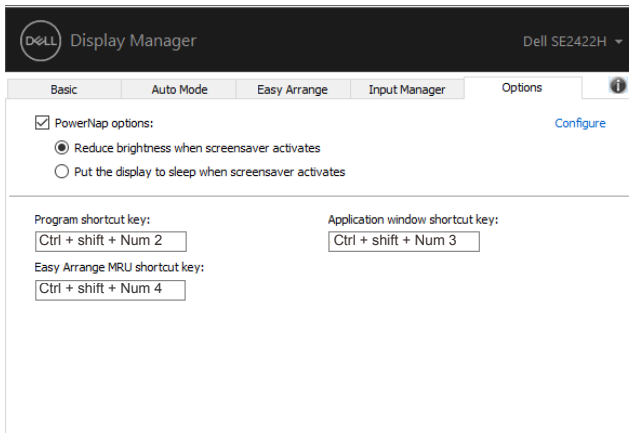 DELL Display Manager Dell SE2422H
Basic Auto Mode Easy Arrange Input Manager Options i
PowerNap options: Configure
Reduce brightness when screensaver activates
Put the display to sleep when screensaver activates
Program shortcut key: Application window shortcut key:
Ctrl + shift + Num 2 Ctrl + shift + Num 3
Easy Arrange MRU shortcut key:
Ctrl + shift + Num 4